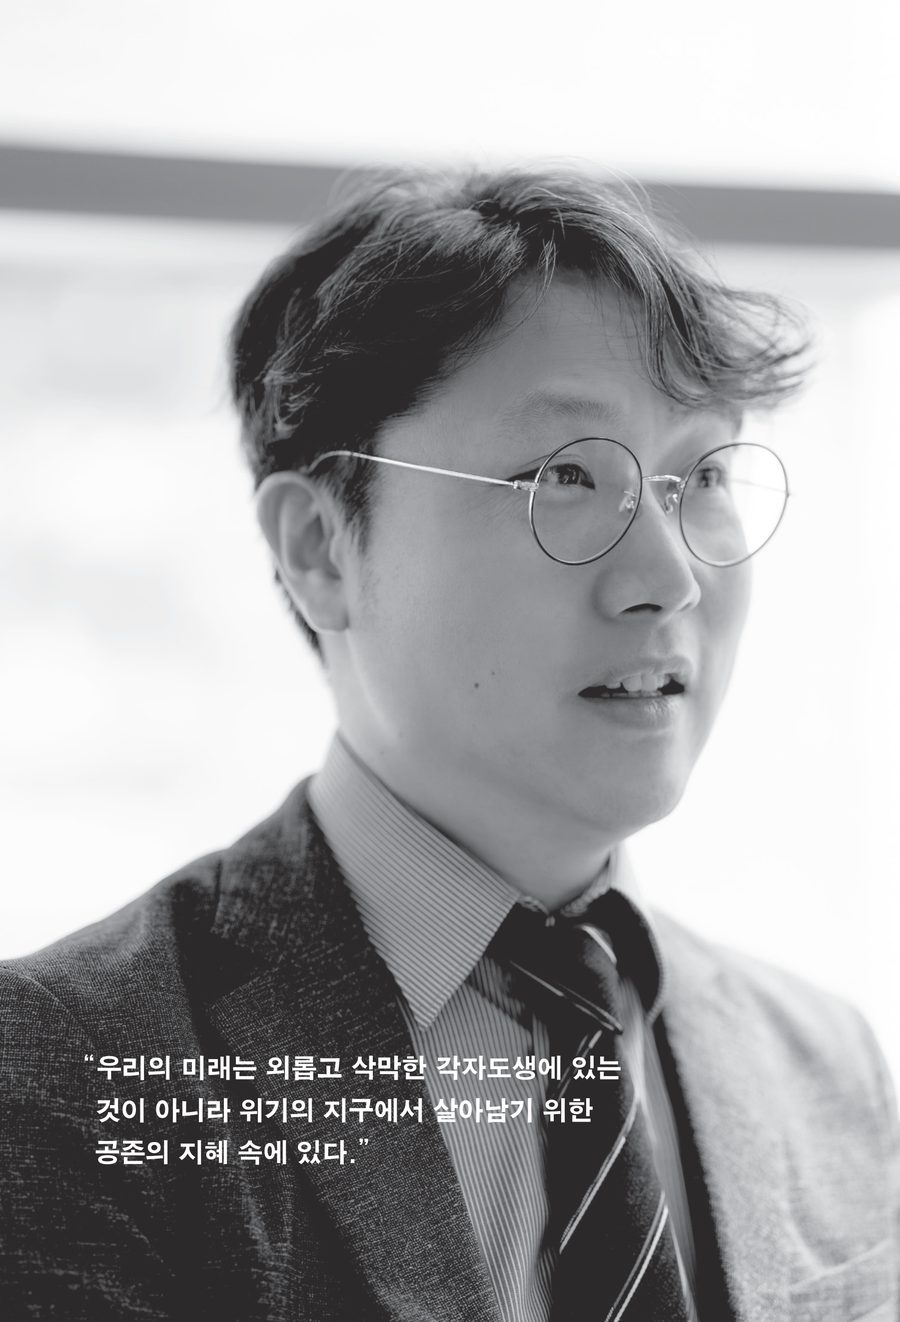 “우리의 미래는 외롭고 삭막한 각자도생에 있는
것이 아니라 위기의 지구에서 살아남기 위한
공존의 지혜 속에 있다.”